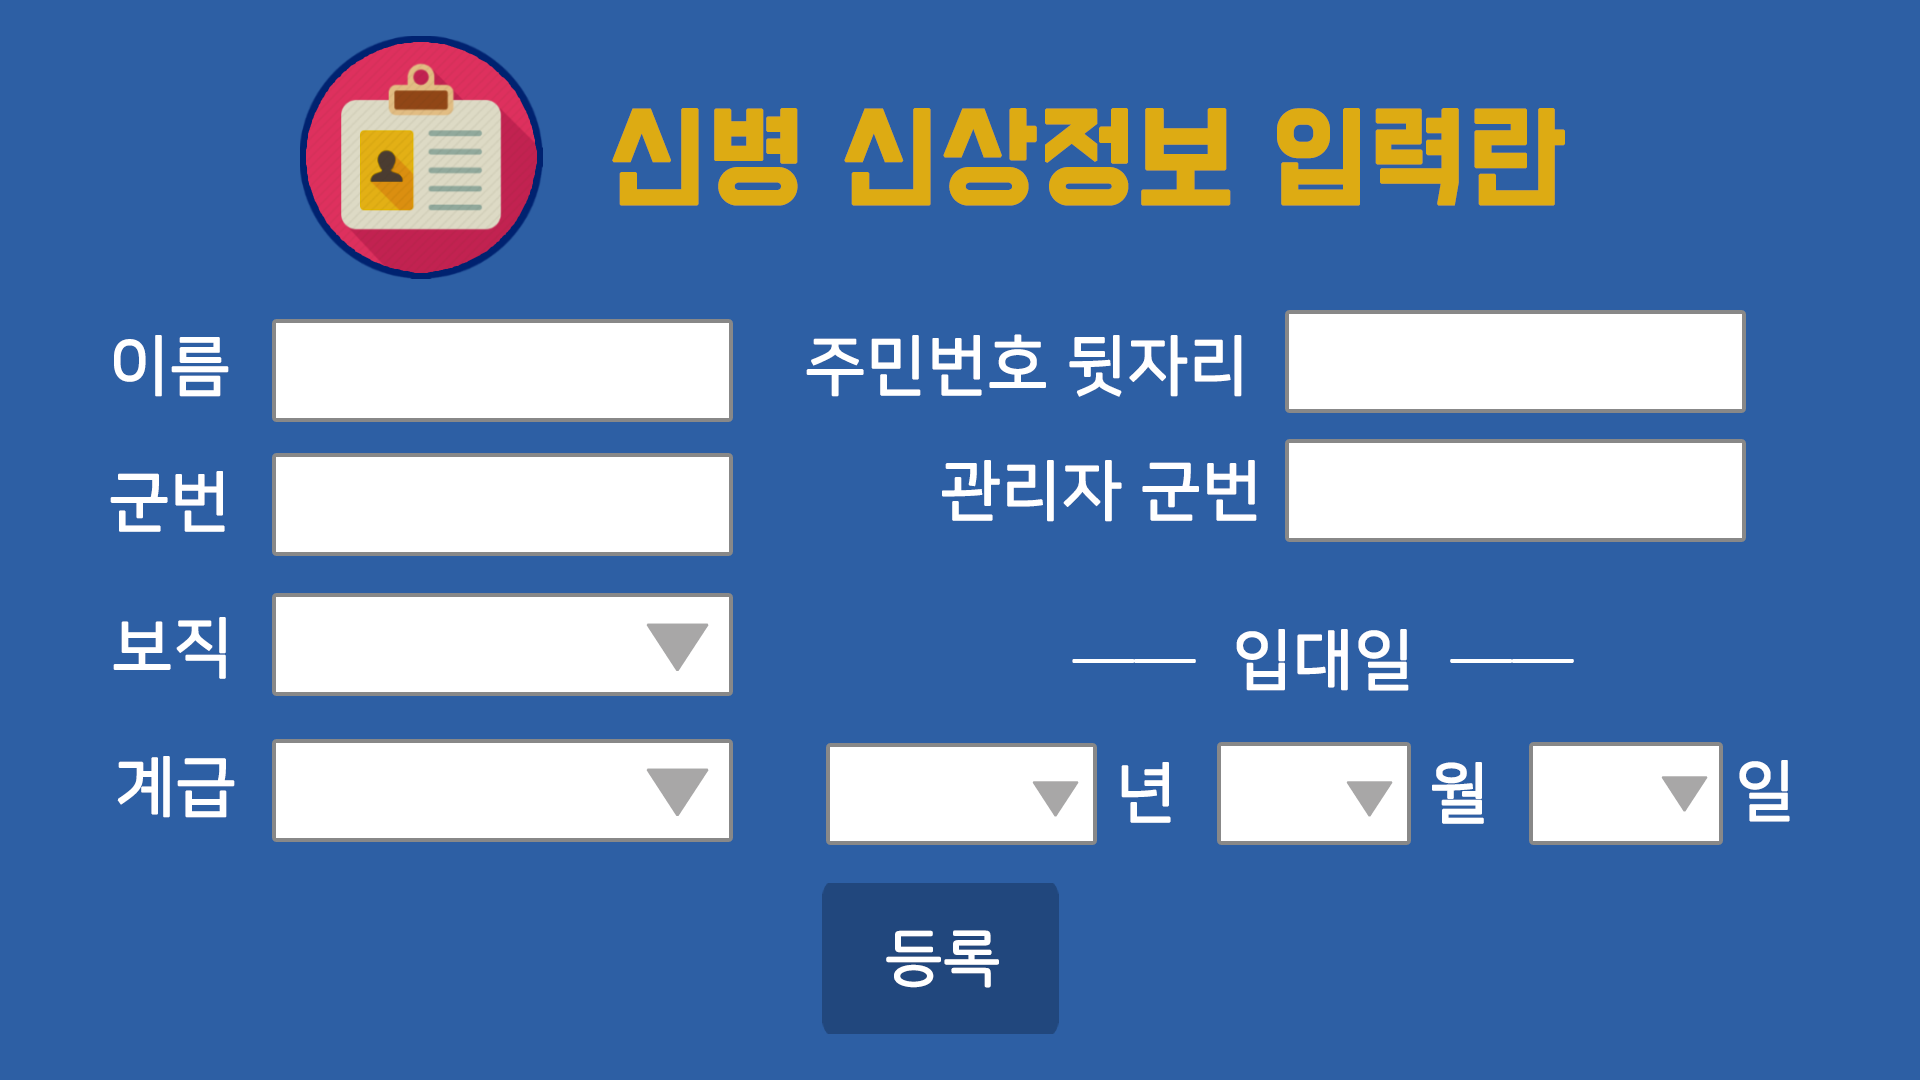 신병 신상정보 입력란
이름
주민번호 뒷자리
군번
관리자 군번
보직
입대일
계급
년 월 일
등록